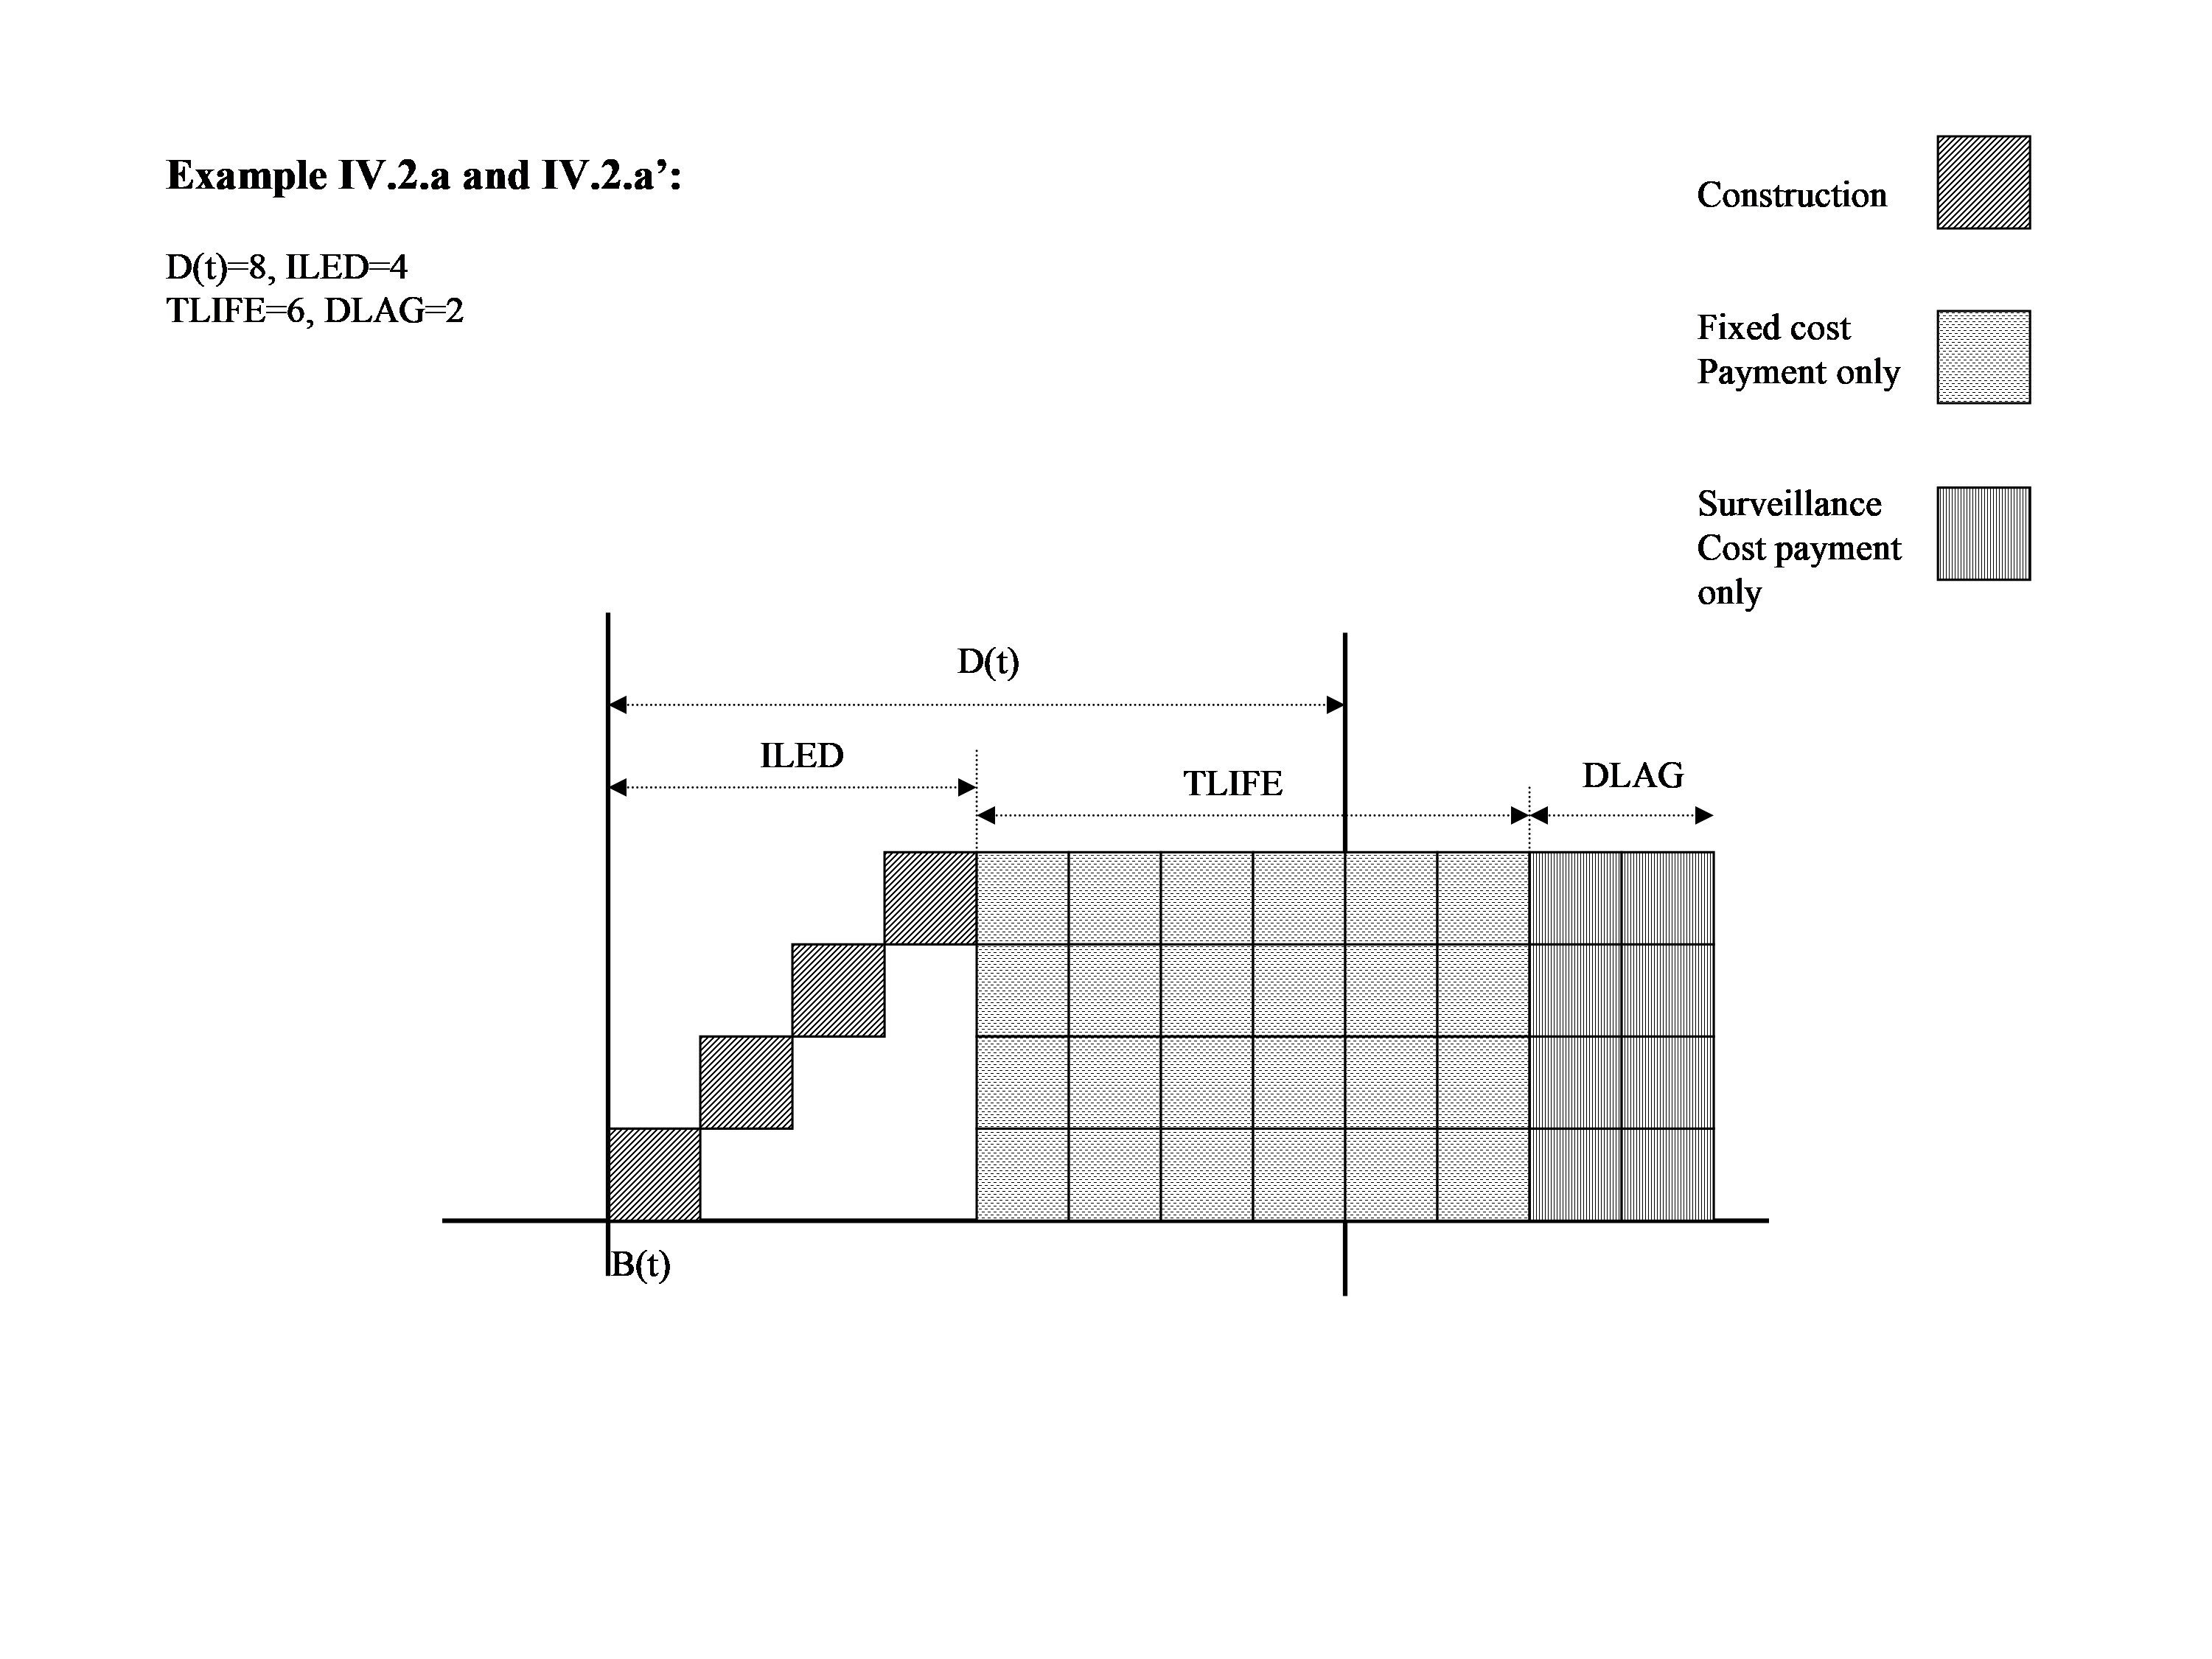 Example IV.2.a and IV.2.a’:
D(t)=8, ILED=4
TLIFE=6, DLAG=2
Construction
Fixed cost
Payment only
Surveillance
Cost payment
only
D(t)
ILED
TLIFE
DLAG
B(t)